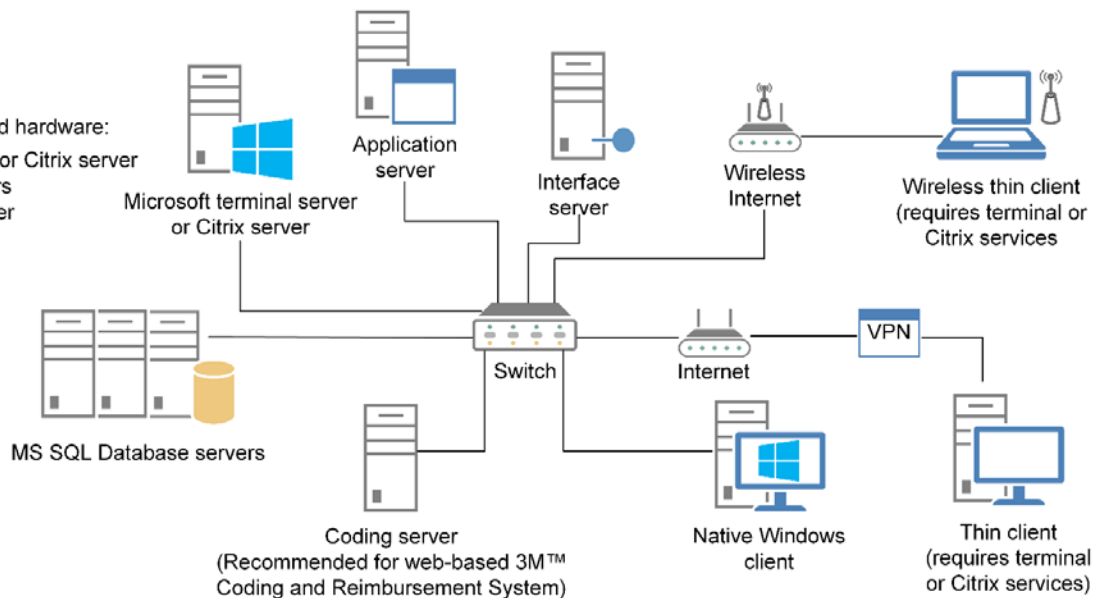 d hardware:
or Citrix server
rs
er
Microsoft terminal server
or Citrix server
Application
server
Interface
server
Wireless
Internet
Wireless thin client
(requires terminal or
Citrix services
MS SQL Database servers
Switch
Internet
VPN
Coding server
(Recommended for web-based 3M™
Coding and Reimbursement System)
Native Windows
client
Thin client
(requires terminal
or Citrix services)